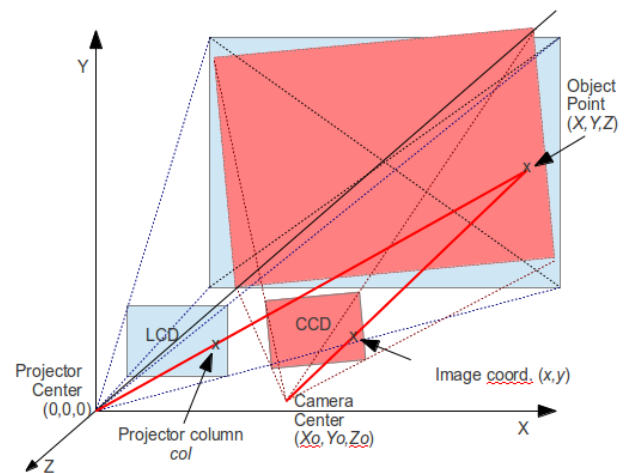 Y
Object
Point
(X,Y,Z)
x
LCD
CCD
x
x
Projector
Center
(0,0,0)
Image coord. (x,y)
Camera
Center
(Xo,Yo,Zo)
X
Projector column
col
Z